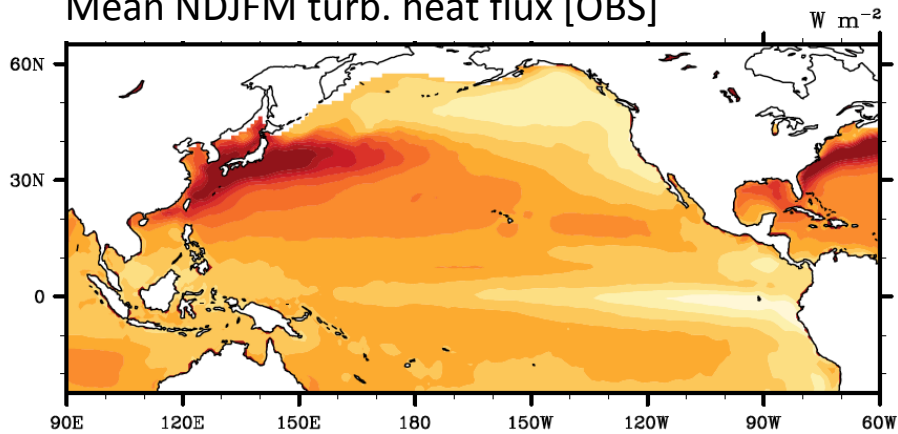 Mean NDJFM turb. heat flux [OBS]
W m⁻²
60N
30N
0
90E 120E 150E 180 150W 120W 90W 60W